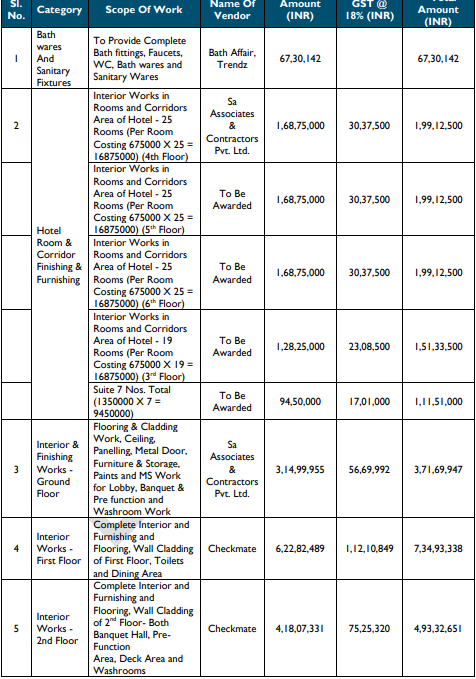 Sl.
No.
Category
Scope Of Work
Name Of
Vendor
Amount
(INR)
GST @
18% (INR)
Amount
(INR)
1
Bath
wares
And
Sanitary
Fixtures
To Provide Complete
Bath fittings, Faucets,
WC, Bath wares and
Sanitary Wares
Bath Affair,
Trendz
67,30,142
67,30,142
2
Hotel
Room &
Corridor
Finishing &
Furnishing
Interior Works in
Rooms and Corridors
Area of Hotel - 25
Rooms (Per Room
Costing 675000 X 25 =
16875000) (4th Floor)
Sa
Associates
&
Contractors
Pvt. Ltd.
1,68,75,000
30,37,500
1,99,12,500
Interior Works in
Rooms and Corridors
Area of Hotel - 25
Rooms (Per Room
Costing 675000 X 25 =
16875000) (5th Floor)
To Be
Awarded
1,68,75,000
30,37,500
1,99,12,500
Interior Works in
Rooms and Corridors
Area of Hotel - 25
Rooms (Per Room
Costing 675000 X 25 =
16875000) (6th Floor)
To Be
Awarded
1,68,75,000
30,37,500
1,99,12,500
Interior Works in
Rooms and Corridors
Area of Hotel - 19
Rooms (Per Room
Costing 675000 X 19 =
16875000) (3rd Floor)
To Be
Awarded
1,28,25,000
23,08,500
1,51,33,500
Suite 7 Nos. Total
(1350000 X 7 =
9450000)
To Be
Awarded
94,50,000
17,01,000
1,11,51,000
3
Interior &
Finishing
Works -
Ground
Floor
Flooring & Cladding
Work, Ceiling,
Panelling, Metal Door,
Furniture & Storage,
Paints and MS Work
for Lobby, Banquet &
Pre function and
Washroom Work
Sa
Associates
&
Contractors
Pvt. Ltd.
3,14,99,955
56,69,992
3,71,69,947
4
Interior
Works -
First Floor
Complete Interior and
Furnishing and
Flooring, Wall Cladding
of First Floor, Toilets
and Dining Area
Checkmate
6,22,82,489
1,12,10,849
7,34,93,338
5
Interior
Works -
2nd Floor
Complete Interior and
Furnishing and
Flooring, Wall Cladding
of 2nd Floor- Both
Banquet Hall, Pre-
Function
Area, Deck Area and
Washrooms
Checkmate
4,18,07,331
75,25,320
4,93,32,651